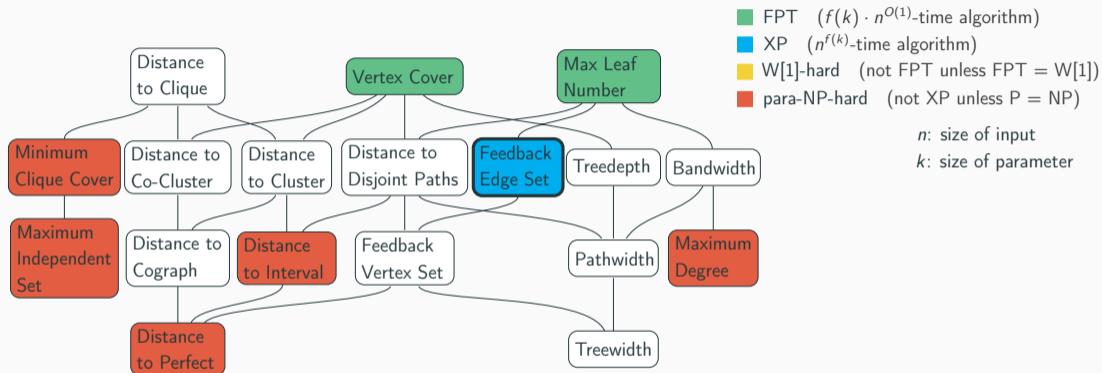 FPT (f(k) · n^O(1)-time algorithm)
XP (n^f(k)-time algorithm)
W[1]-hard (not FPT unless FPT = W[1])
para-NP-hard (not XP unless P = NP)
n: size of input
k: size of parameter
Distance
to Clique
Vertex Cover
Max Leaf
Number
Minimum
Clique Cover
Distance to
Co-Cluster
Distance
to Cluster
Distance to
Disjoint Paths
Feedback
Edge Set
Treedepth
Bandwidth
Maximum
Independent
Set
Distance to
Cograph
Distance
to Interval
Feedback
Vertex Set
Pathwidth
Maximum
Degree
Distance
to Perfect
Treewidth